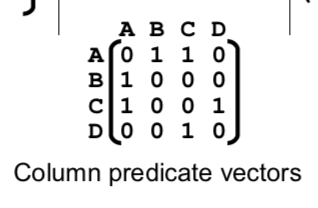 A B C D
A 0 1 1 0
B 1 0 0 0
C 1 0 0 1
D 0 0 1 0
Column predicate vectors